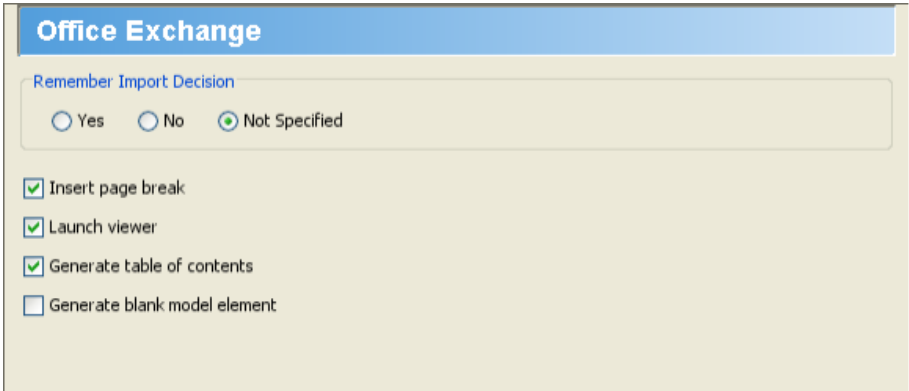 Office Exchange
Remember Import Decision
Yes No Not Specified
Insert page break
Launch viewer
Generate table of contents
Generate blank model element